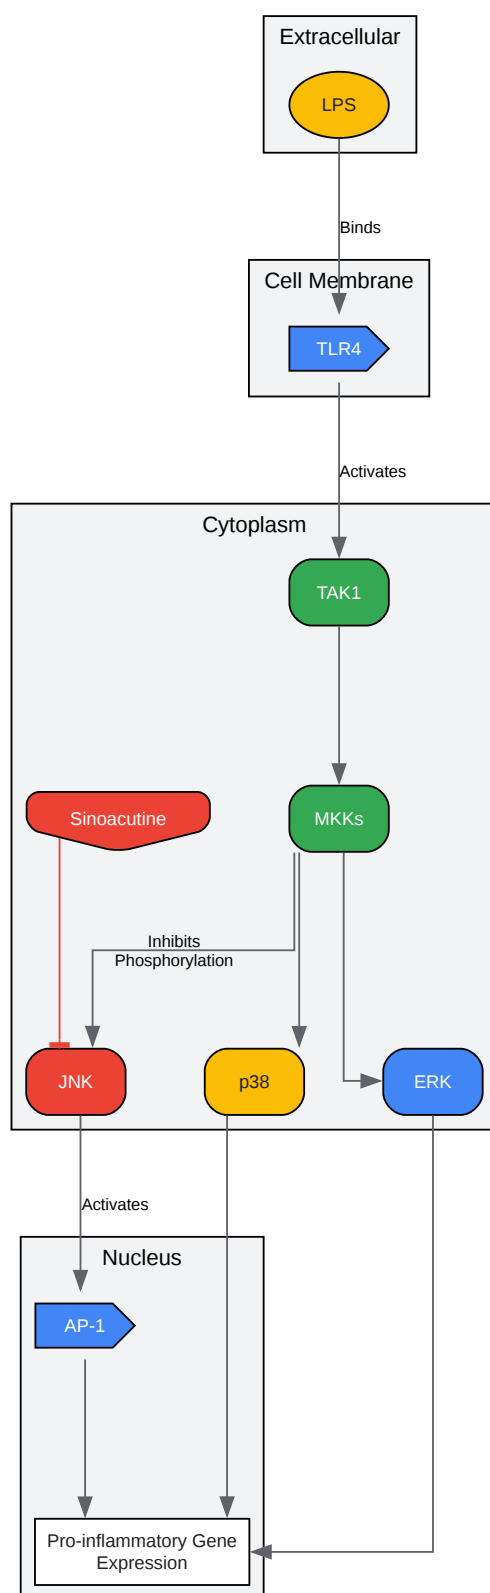 Extracellular
LPS
Binds
Cell Membrane
TLR4
Activates
Cytoplasm
TAK1
Sinoacutine
MKKs
Inhibits
Phosphorylation
JNK
p38
ERK
Activates
Nucleus
AP-1
Pro-inflammatory Gene
Expression